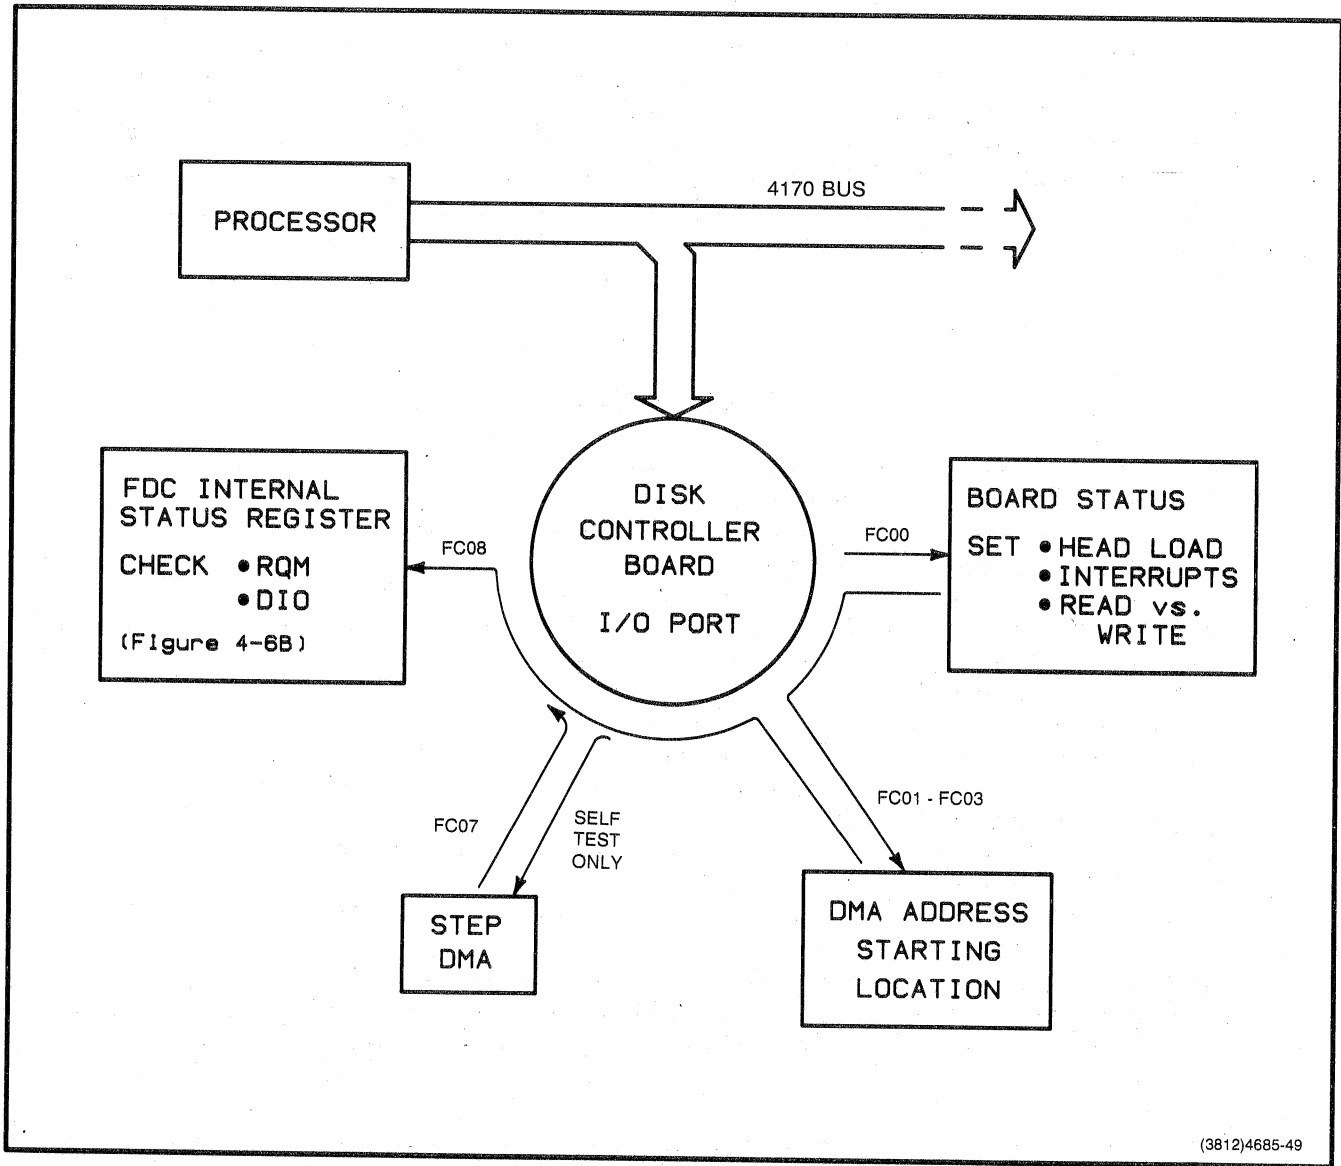 4170 BUS
PROCESSOR
FDC INTERNAL
STATUS REGISTER
CHECK • RQM
• DIO
(Figure 4-6B)
FC08
DISK
CONTROLLER
BOARD
I/O PORT
FC00
BOARD STATUS
SET • HEAD LOAD
• INTERRUPTS
• READ vs.
WRITE
FC07
SELF
TEST
ONLY
FC01 - FC03
STEP
DMA
DMA ADDRESS
STARTING
LOCATION
(3812)4685-49